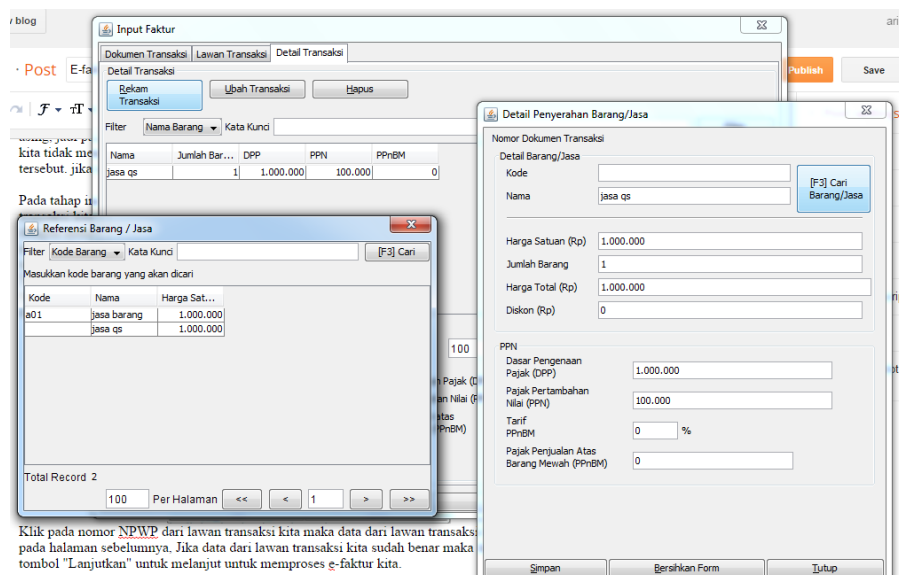 blog
Post E-fa
Publish Save
kita tidak me
tersebut. jika
Pada tahap in
Input Faktur
Dokumen Transaksi Lawan Transaksi Detail Transaksi
Detail Transaksi
Rekam Transaksi Ubah Transaksi Hapus
Filter Nama Barang Kata Kunci
Nama Jumlah Bar... DPP PPN PPnBM
jasa qs 1 1.000.000 100.000 0
100
n Pajak (D
an Nilai (P
atas
PPnBM)
Referensi Barang / Jasa
Filter Kode Barang Kata Kunci [F3] Cari
Masukkan kode barang yang akan dicari
Kode Nama Harga Sat...
a01 jasa barang 1.000.000
jasa qs 1.000.000
Total Record 2
100 Per Halaman << < 1 > >>
Detail Penyerahan Barang/Jasa
Nomor Dokumen Transaksi
Detail Barang/Jasa
Kode
[F3] Cari Barang/Jasa
Nama jasa qs
Harga Satuan (Rp) 1.000.000
Jumlah Barang 1
Harga Total (Rp) 1.000.000
Diskon (Rp) 0
PPN
Dasar Pengenaan
Pajak (DPP) 1.000.000
Pajak Pertambahan
Nilai (PPN) 100.000
Tarif
PPnBM 0 %
Pajak Penjualan Atas
Barang Mewah (PPnBM) 0
Simpan Bersihkan Form Tutup
Klik pada nomor NPWP dari lawan transaksi kita maka data dari lawan transaks
pada halaman sebelumnya, Jika data dari lawan transaksi kita sudah benar maka
tombol "Lanjutkan" untuk melanjut untuk memproses e-faktur kita.